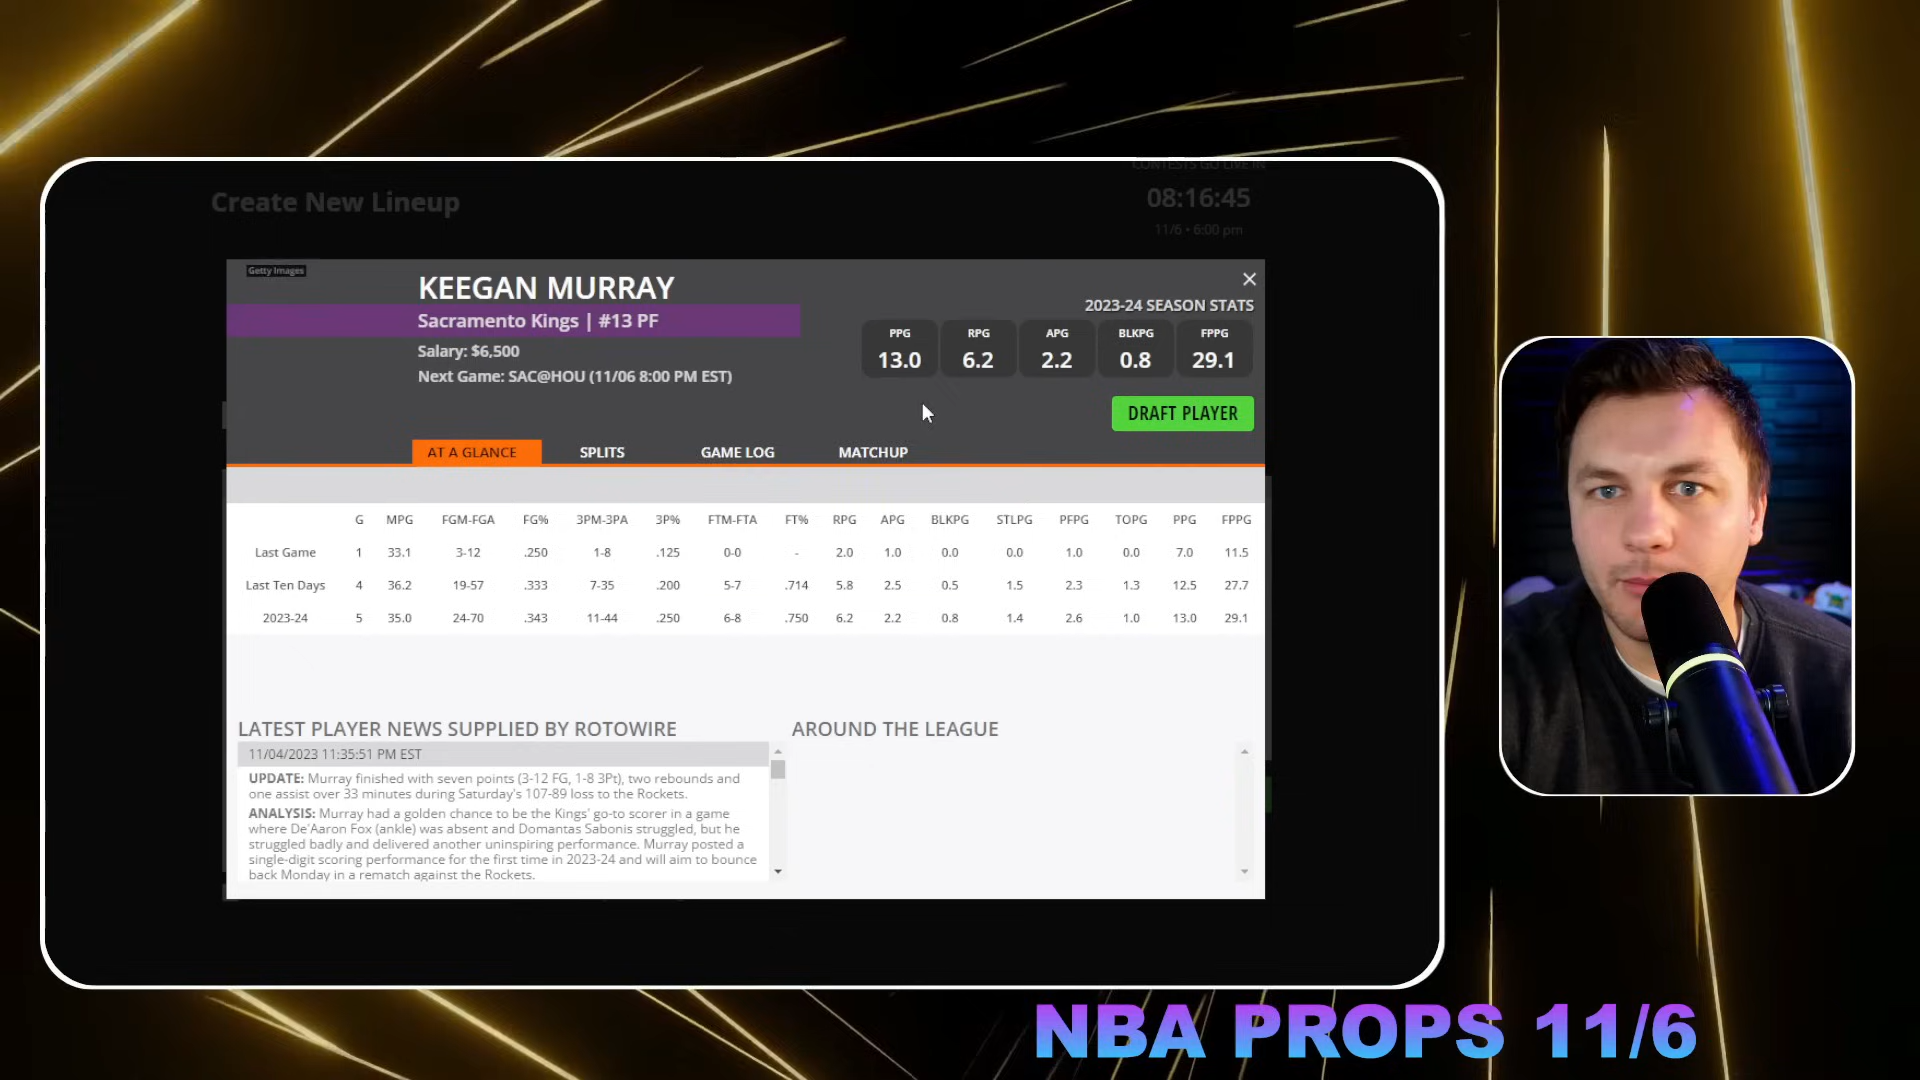 CONTESTS GO LIVE IN
Create New Lineup
08:16:45
11/6 • 6:00 pm
Getty Images
KEEGAN MURRAY
Sacramento Kings | #13 PF
Salary: $6,500
Next Game: SAC@HOU (11/06 8:00 PM EST)
2023-24 SEASON STATS
PPG RPG APG BLKPG FPPG
13.0 6.2 2.2 0.8 29.1
DRAFT PLAYER
AT A GLANCE SPLITS GAME LOG MATCHUP
G MPG FGM-FGA FG% 3PM-3PA 3P% FTM-FTA FT% RPG APG BLKPG STLPG PFPG TOPG PPG FPPG
Last Game 1 33.1 3-12 .250 1-8 .125 0-0 - 2.0 1.0 0.0 0.0 1.0 0.0 7.0 11.5
Last Ten Days 4 36.2 19-57 .333 7-35 .200 5-7 .714 5.8 2.5 0.5 1.5 2.3 1.3 12.5 27.7
2023-24 5 35.0 24-70 .343 11-44 .250 6-8 .750 6.2 2.2 0.8 1.4 2.6 1.0 13.0 29.1
LATEST PLAYER NEWS SUPPLIED BY ROTOWIRE
11/04/2023 11:35:51 PM EST
UPDATE: Murray finished with seven points (3-12 FG, 1-8 3Pt), two rebounds and
one assist over 33 minutes during Saturday's 107-89 loss to the Rockets.
ANALYSIS: Murray had a golden chance to be the Kings' go-to scorer in a game
where De'Aaron Fox (ankle) was absent and Domantas Sabonis struggled, but he
struggled badly and delivered another uninspiring performance. Murray posted a
single-digit scoring performance for the first time in 2023-24 and will aim to bounce
back Monday in a rematch against the Rockets.
AROUND THE LEAGUE
NBA PROPS 11/6